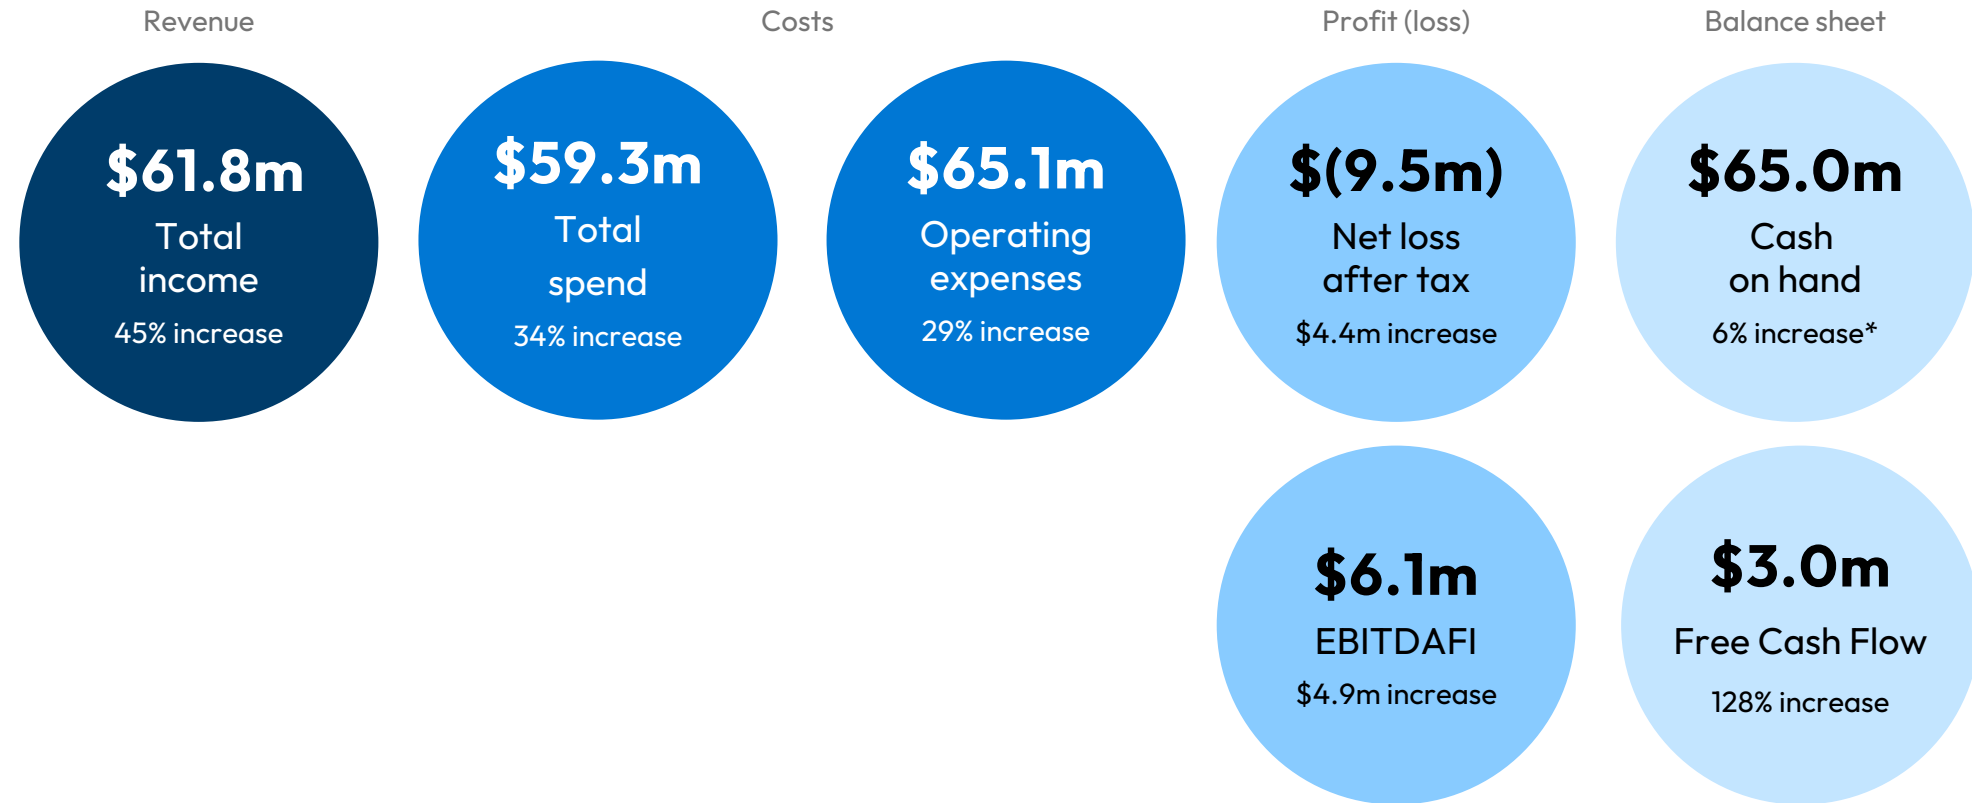 Revenue
Costs
Profit (loss)
Balance sheet
$61.8m
Total
income
45% increase
$59.3m
Total
spend
34% increase
$65.1m
Operating
expenses
29% increase
$(9.5m)
Net loss
after tax
$4.4m increase
$65.0m
Cash
on hand
6% increase*
$6.1m
EBITDAFI
$4.9m increase
$3.0m
Free Cash Flow
128% increase